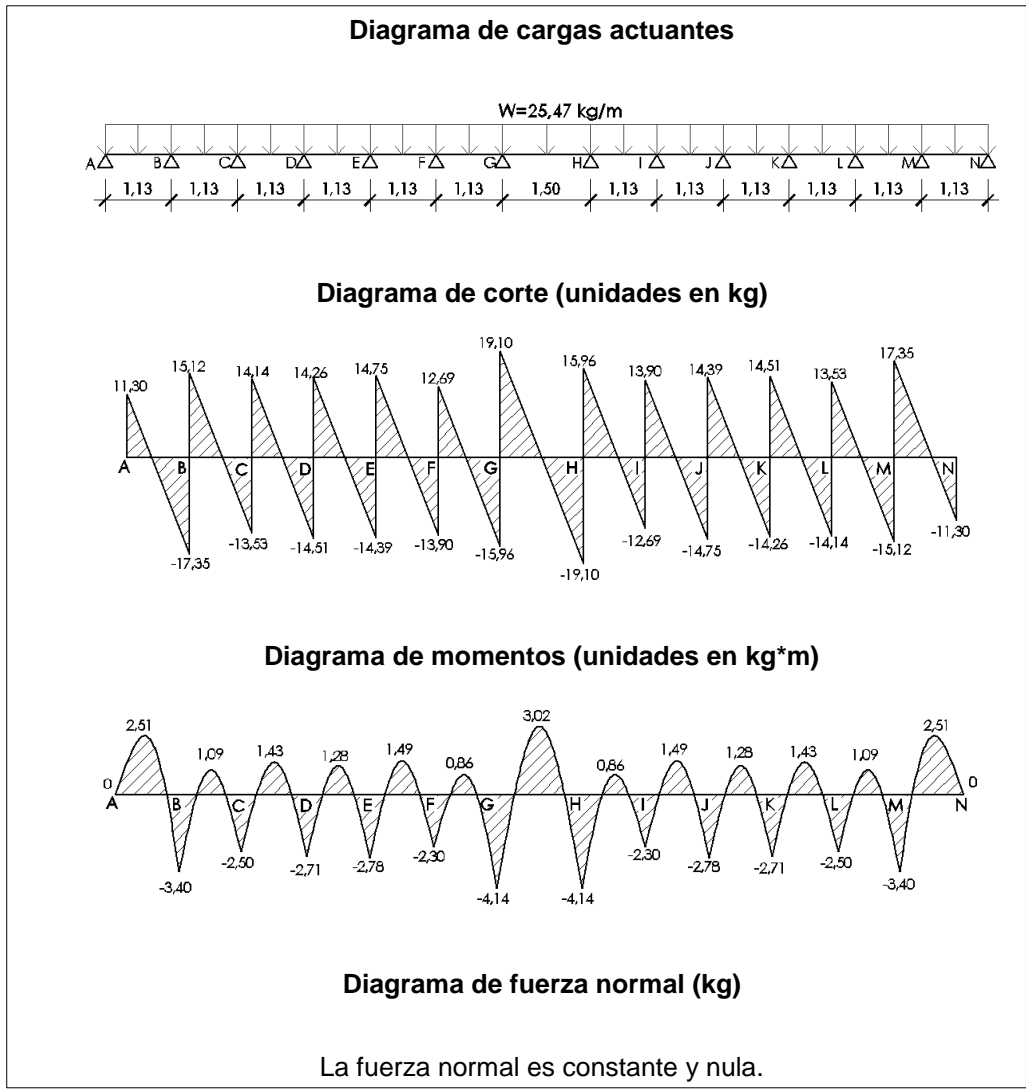 Diagrama de cargas actuantes
W=25,47 kg/m
A B C D E F G H I J K L M N
1,13 1,13 1,13 1,13 1,13 1,13 1,50 1,13 1,13 1,13 1,13 1,13 1,13
Diagrama de corte (unidades en kg)
11,30 15,12 14,14 14,26 14,75 12,69 19,10 15,96 13,90 14,39 14,51 13,53 17,35
A B C D E F G H I J K L M N
-17,35 -13,53 -14,51 -14,39 -13,90 -15,96 -19,10 -12,69 -14,75 -14,26 -14,14 -15,12 -11,30
Diagrama de momentos (unidades en kg*m)
0 2,51 1,09 1,43 1,28 1,49 0,86 3,02 0,86 1,49 1,28 1,43 1,09 2,51 0
A B C D E F G H I J K L M N
-3,40 -2,50 -2,71 -2,78 -2,30 -4,14 -4,14 -2,30 -2,78 -2,71 -2,50 -3,40
Diagrama de fuerza normal (kg)
La fuerza normal es constante y nula.